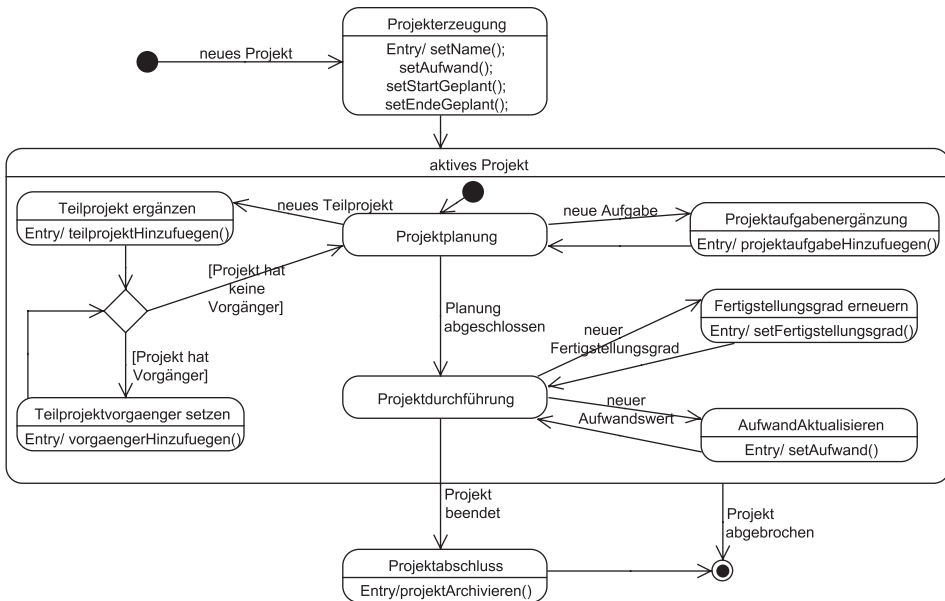 Projekterzeugung
neues Projekt
Entry/ setName();
setAufwand();
setStartGeplant();
setEndeGeplant();
aktives Projekt
Teilprojekt ergänzen
Entry/ teilprojektHinzufuegen()
neues Teilprojekt
Projektplanung
neue Aufgabe
Projektaufgabenergänzung
Entry/ projektaufgabeHinzufuegen()
[Projekt hat
keine
Vorgänger]
Planung
abgeschlossen
neuer
Fertigstellungsgrad
Fertigstellungsgrad erneuern
Entry/ setFertigstellungsgrad()
[Projekt hat
Vorgänger]
Teilprojektvorgaenger setzen
Entry/ vorgaengerHinzufuegen()
Projektdurchführung
neuer
Aufwandswert
AufwandAktualisieren
Entry/ setAufwand()
Projekt
beendet
Projekt
abgebrochen
Projektabschluss
Entry/projektArchivieren()